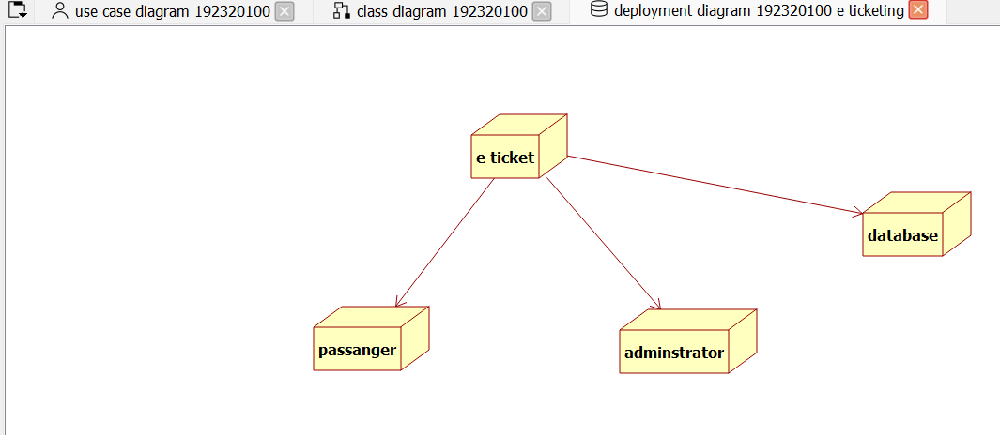 use case diagram 192320100
class diagram 192320100
deployment diagram 192320100 e ticketing
e ticket
database
passanger
adminstrator